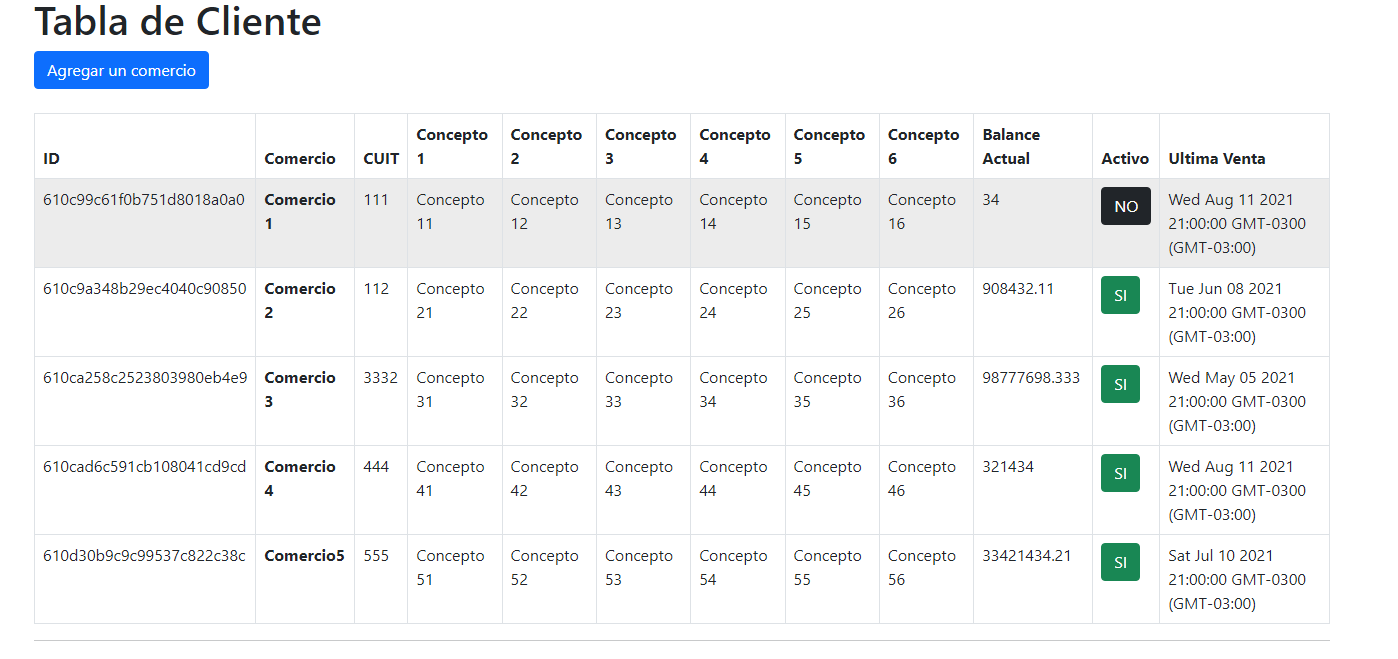 Tabla de Cliente
Agregar un comercio
ID Comercio CUIT Concepto 1 Concepto 2 Concepto 3 Concepto 4 Concepto 5 Concepto 6 Balance Actual Activo Ultima Venta
610c99c61f0b751d8018a0a0 Comercio 1 111 Concepto 11 Concepto 12 Concepto 13 Concepto 14 Concepto 15 Concepto 16 34 NO Wed Aug 11 2021 21:00:00 GMT-0300 (GMT-03:00)
610c9a348b29ec4040c90850 Comercio 2 112 Concepto 21 Concepto 22 Concepto 23 Concepto 24 Concepto 25 Concepto 26 908432.11 SI Tue Jun 08 2021 21:00:00 GMT-0300 (GMT-03:00)
610ca258c2523803980eb4e9 Comercio 3 3332 Concepto 31 Concepto 32 Concepto 33 Concepto 34 Concepto 35 Concepto 36 98777698.333 SI Wed May 05 2021 21:00:00 GMT-0300 (GMT-03:00)
610cad6c591cb108041cd9cd Comercio 4 444 Concepto 41 Concepto 42 Concepto 43 Concepto 44 Concepto 45 Concepto 46 321434 SI Wed Aug 11 2021 21:00:00 GMT-0300 (GMT-03:00)
610d30b9c9c99537c822c38c Comercio5 555 Concepto 51 Concepto 52 Concepto 53 Concepto 54 Concepto 55 Concepto 56 33421434.21 SI Sat Jul 10 2021 21:00:00 GMT-0300 (GMT-03:00)